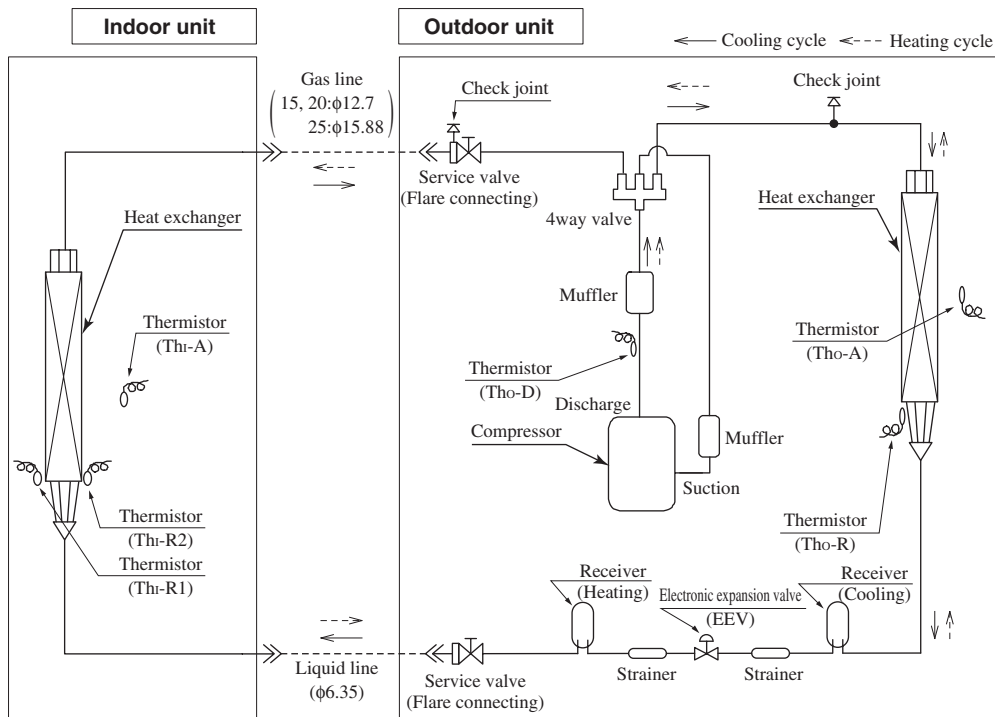 Indoor unit
Outdoor unit
Cooling cycle
Heating cycle
Gas line
15, 20:ϕ12.7
25:ϕ15.88
Check joint
Check joint
Service valve
(Flare connecting)
4way valve
Heat exchanger
Heat exchanger
Muffler
Thermistor
(ThI-A)
Thermistor
(ThO-D)
Thermistor
(ThO-A)
Discharge
Compressor
Muffler
Suction
Thermistor
(ThI-R2)
Thermistor
(ThI-R1)
Thermistor
(ThO-R)
Receiver
(Heating)
Electronic expansion valve
(EEV)
Receiver
(Cooling)
Liquid line
(ϕ6.35)
Service valve
(Flare connecting)
Strainer
Strainer